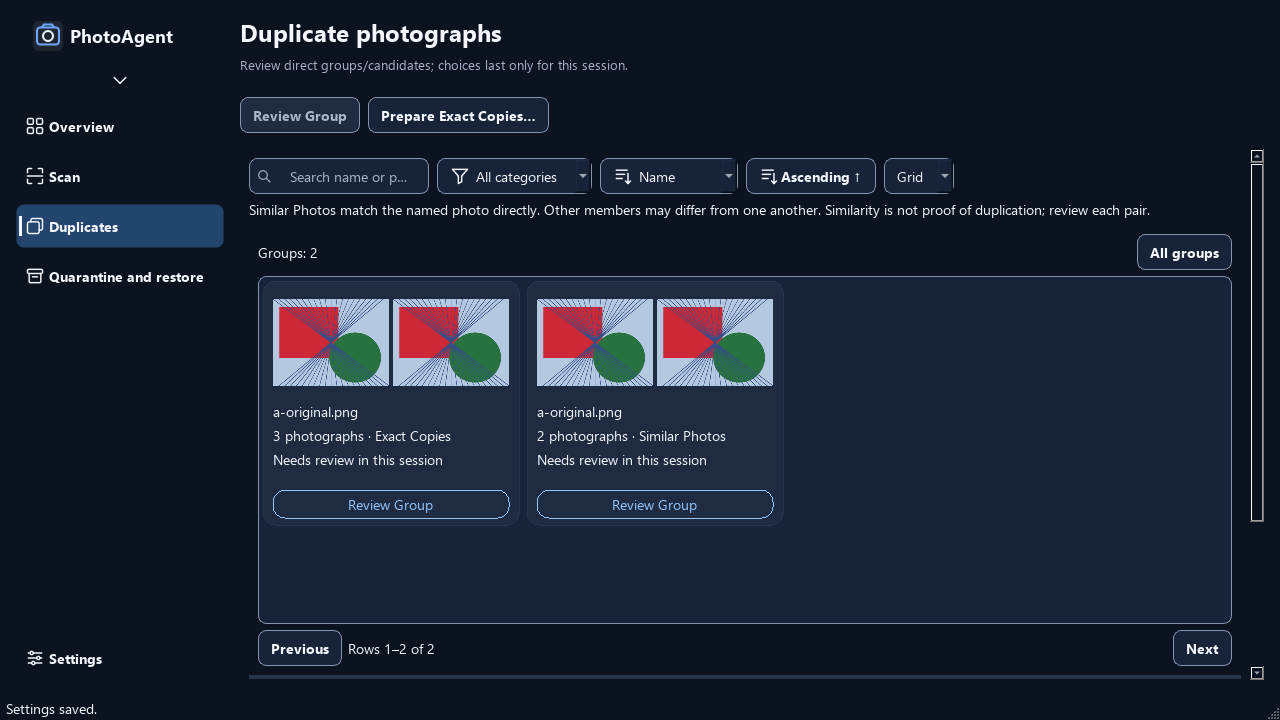 PhotoAgent
Overview
Scan
Duplicates
Quarantine and restore
Settings
Duplicate photographs
Review direct groups/candidates; choices last only for this session.
Review Group
Prepare Exact Copies...
Search name or p...
All categories
Name
Ascending ↑
Grid
Similar Photos match the named photo directly. Other members may differ from one another. Similarity is not proof of duplication; review each pair.
Groups: 2
All groups
a-original.png
3 photographs · Exact Copies
Needs review in this session
Review Group
a-original.png
2 photographs · Similar Photos
Needs review in this session
Review Group
Previous
Rows 1–2 of 2
Next
Settings saved.